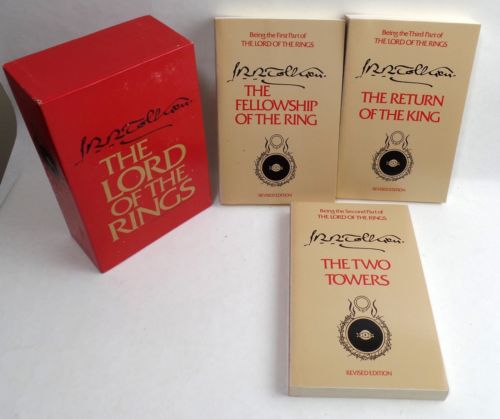 J.R.R. Tolkien
THE
LORD
OF THE
RINGS
Being the First Part of
THE LORD OF THE RINGS
J.R.R. Tolkien
THE
FELLOWSHIP
OF THE RING
REVISED EDITION
Being the Third Part of
THE LORD OF THE RINGS
J.R.R. Tolkien.
THE RETURN
OF THE KING
REVISED EDITION
Being the Second Part of
THE LORD OF THE RINGS
J.R.R. Tolkien.
THE TWO
TOWERS
REVISED EDITION